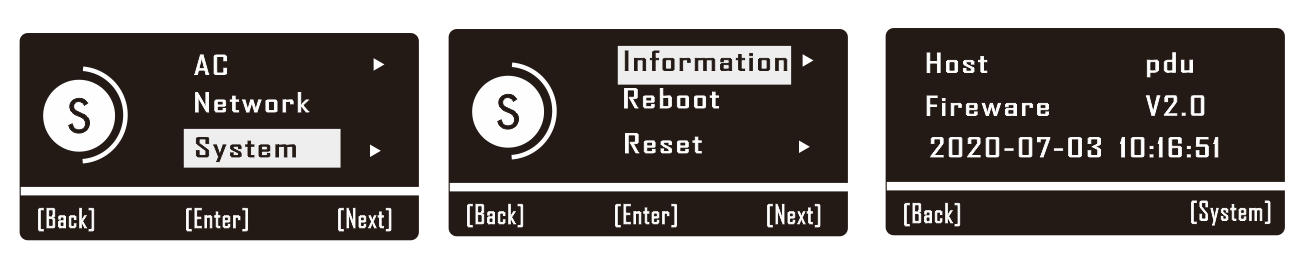 S
AC
Network
System
[Back] [Enter] [Next]
S
Information
Reboot
Reset
[Back] [Enter] [Next]
Host pdu
Fireware V2.0
2020-07-03 10:16:51
[Back] [System]